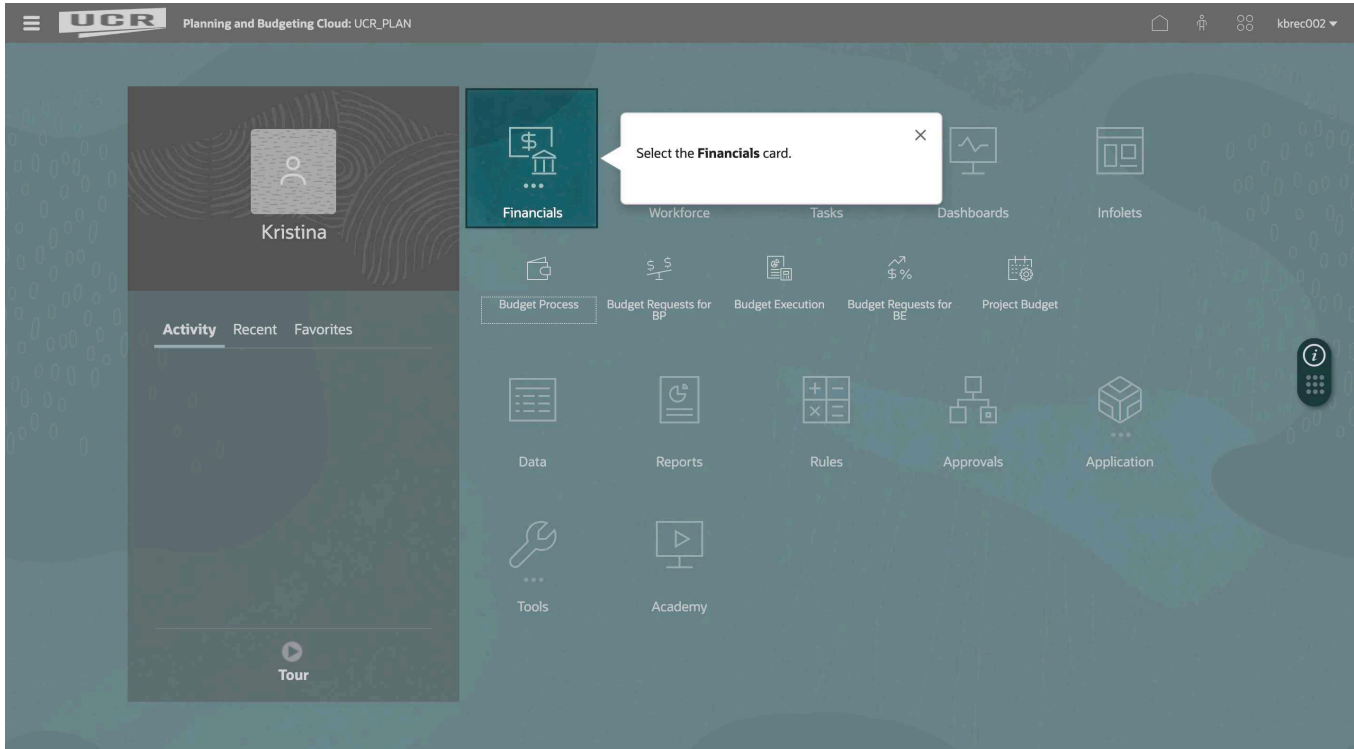 UCR Planning and Budgeting Cloud: UCR_PLAN kbrec002
Select the Financials card.
Financials Workforce Tasks Dashboards Infolets
Kristina
Budget Process Budget Requests for Budget Execution Budget Requests for Project Budget
BP BE
Activity Recent Favorites
Data Reports Rules Approvals Application
Tools Academy
Tour